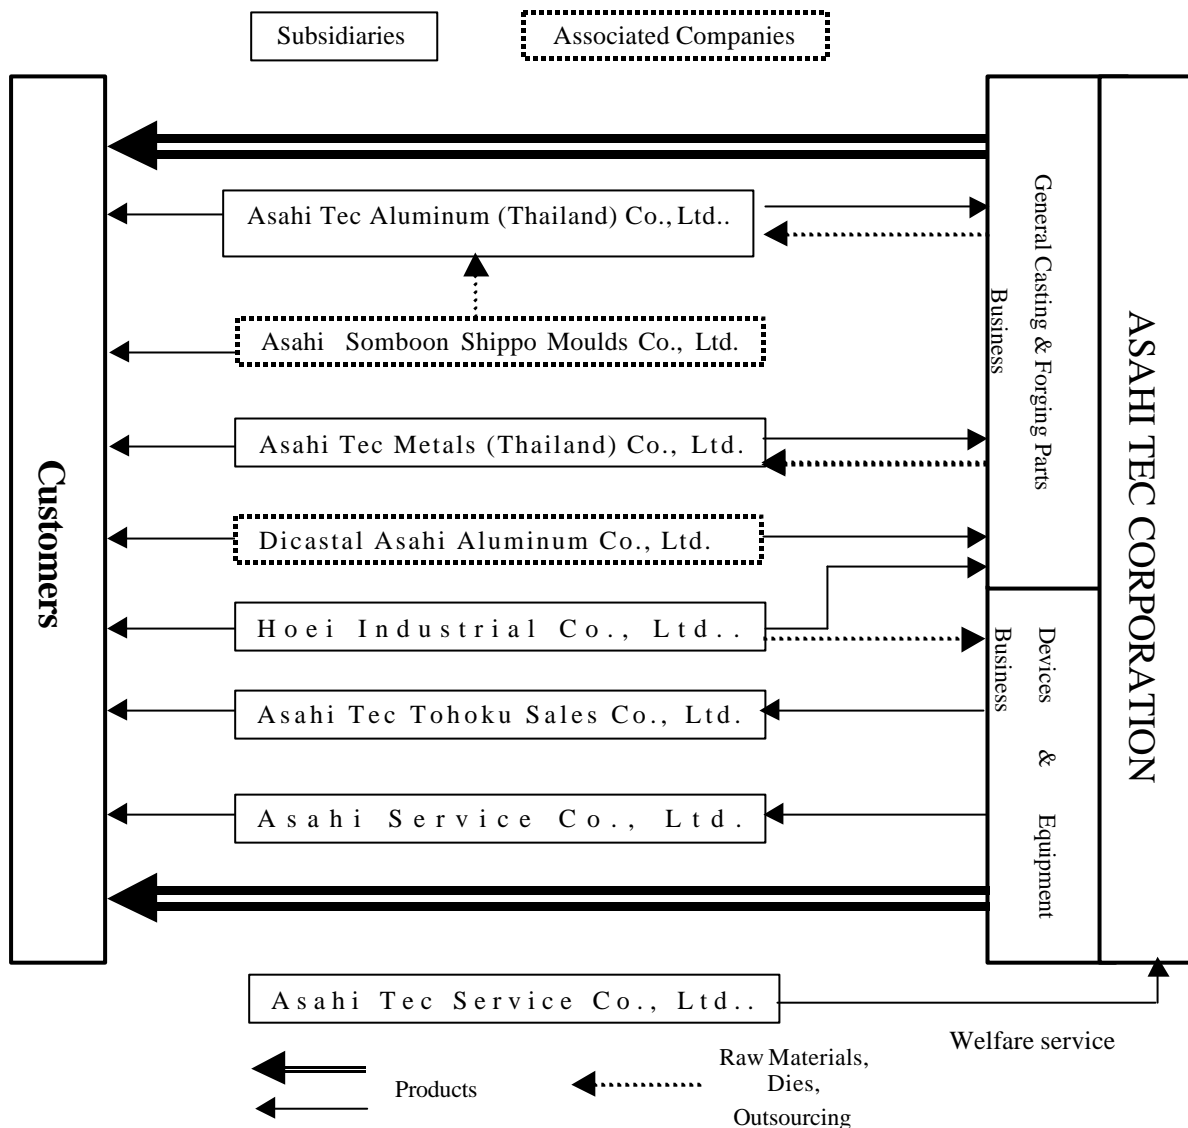 Subsidiaries
Associated Companies
Customers
Asahi Tec Aluminum (Thailand) Co., Ltd..
Asahi Somboon Shippo Moulds Co., Ltd.
Asahi Tec Metals (Thailand) Co., Ltd.
Dicastal Asahi Aluminum Co., Ltd.
Hoei Industrial Co., Ltd..
Asahi Tec Tohoku Sales Co., Ltd.
Asahi Service Co., Ltd.
General Casting & Forging Parts
Business
Devices & Equipment
Business
ASAHI TEC CORPORATION
Asahi Tec Service Co., Ltd..
Welfare service
Products
Raw Materials,
Dies,
Outsourcing